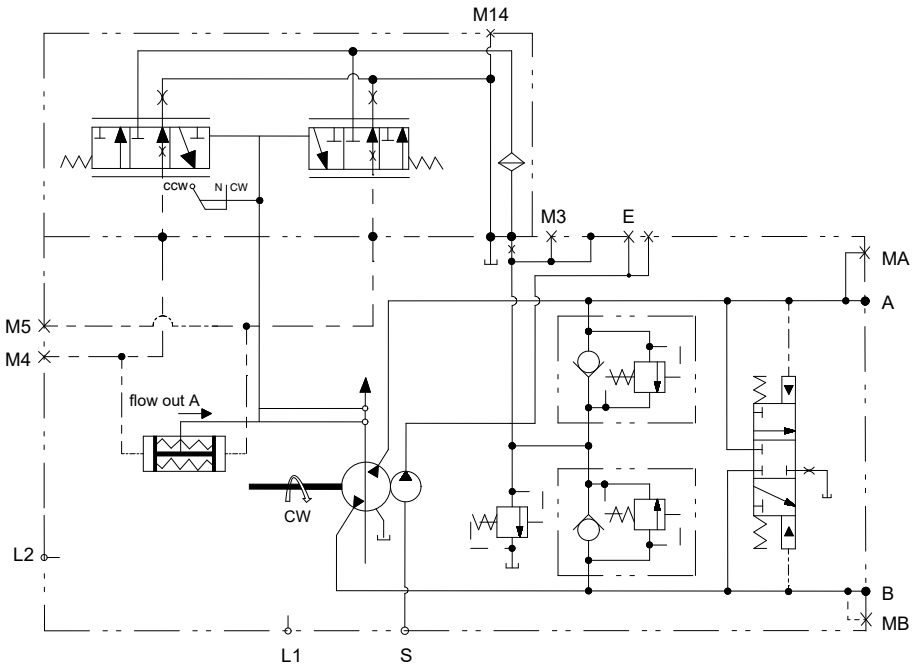 M14
CCW N CW
M3 E
MA
A
M5
M4
flow out A
CW
L2
B
MB
L1 S